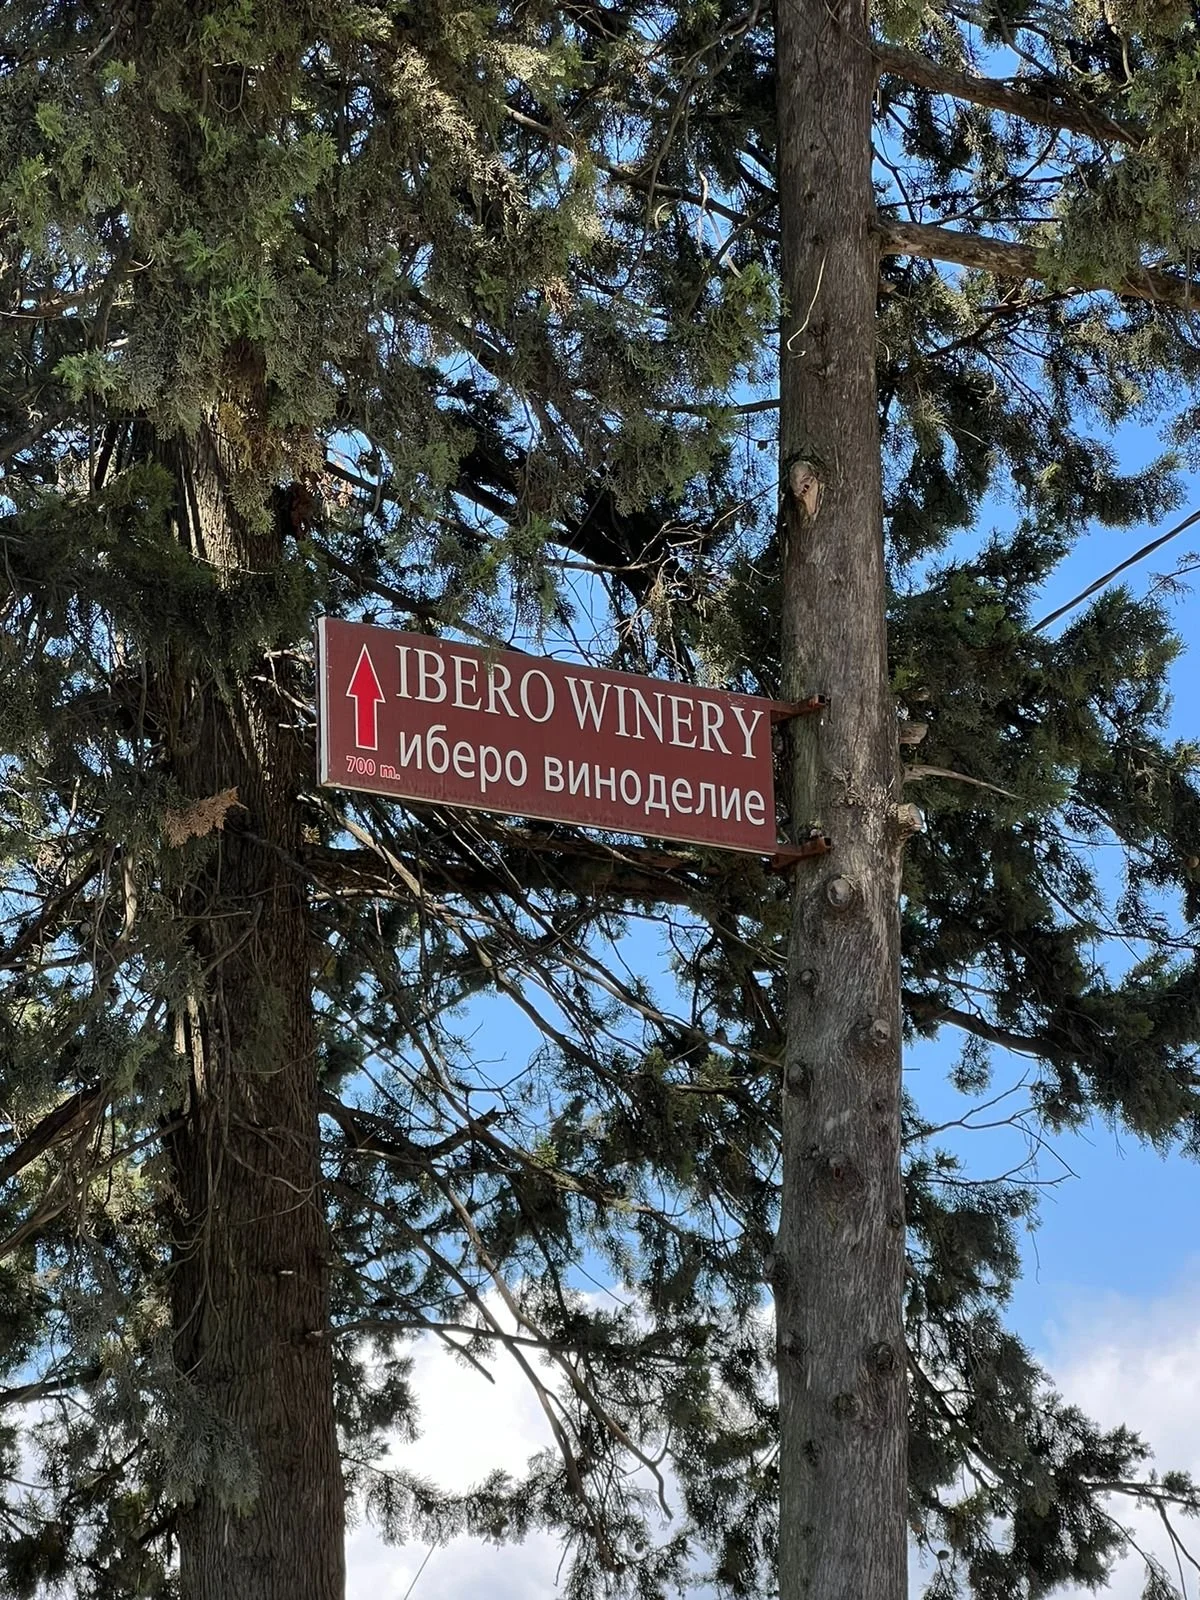 IBERO WINERY
иберо виноделие
700 m.